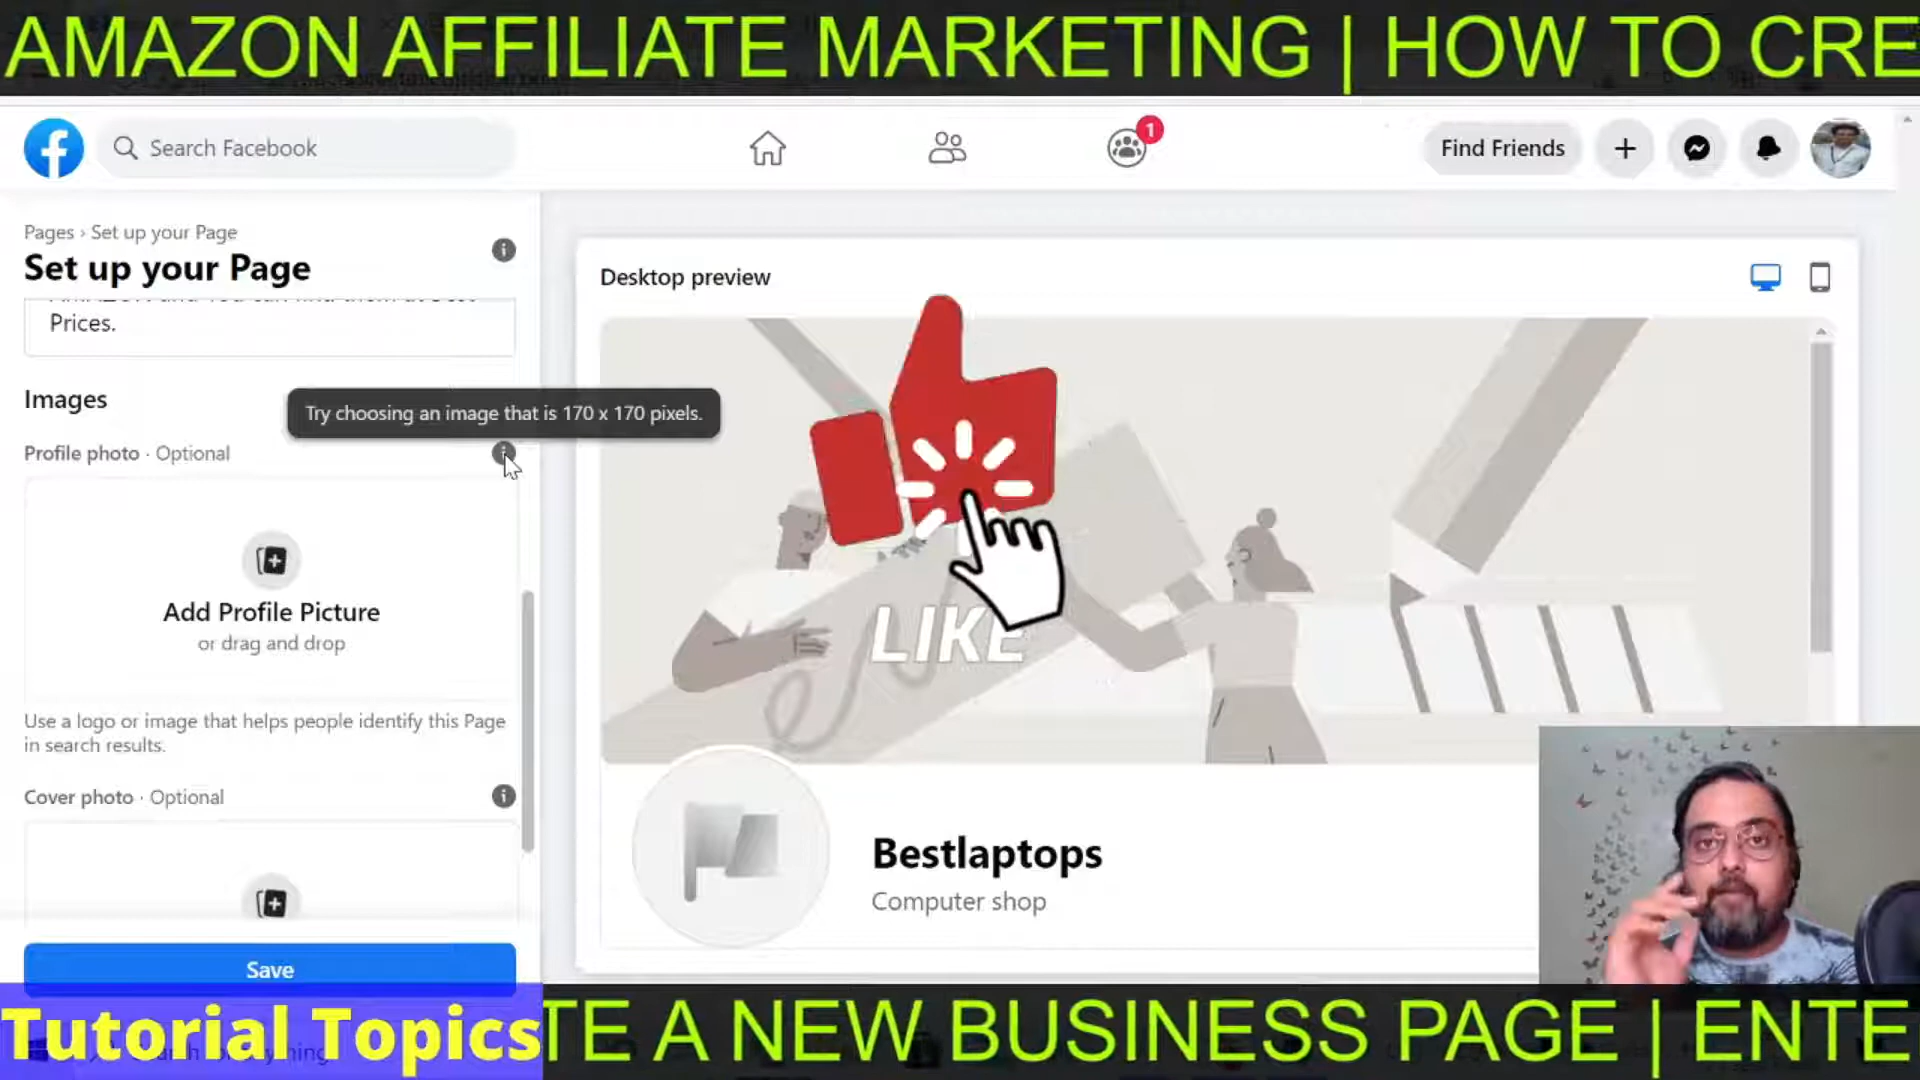 AMAZON AFFILIATE MARKETING | HOW TO CRE
Search Facebook
1
Find Friends
Pages › Set up your Page
Set up your Page
Prices.
Images
Try choosing an image that is 170 x 170 pixels.
Profile photo · Optional
Add Profile Picture
or drag and drop
Use a logo or image that helps people identify this Page
in search results.
Cover photo · Optional
Save
Desktop preview
LIKE
Bestlaptops
Computer shop
Tutorial Topics
TE A NEW BUSINESS PAGE | ENTE